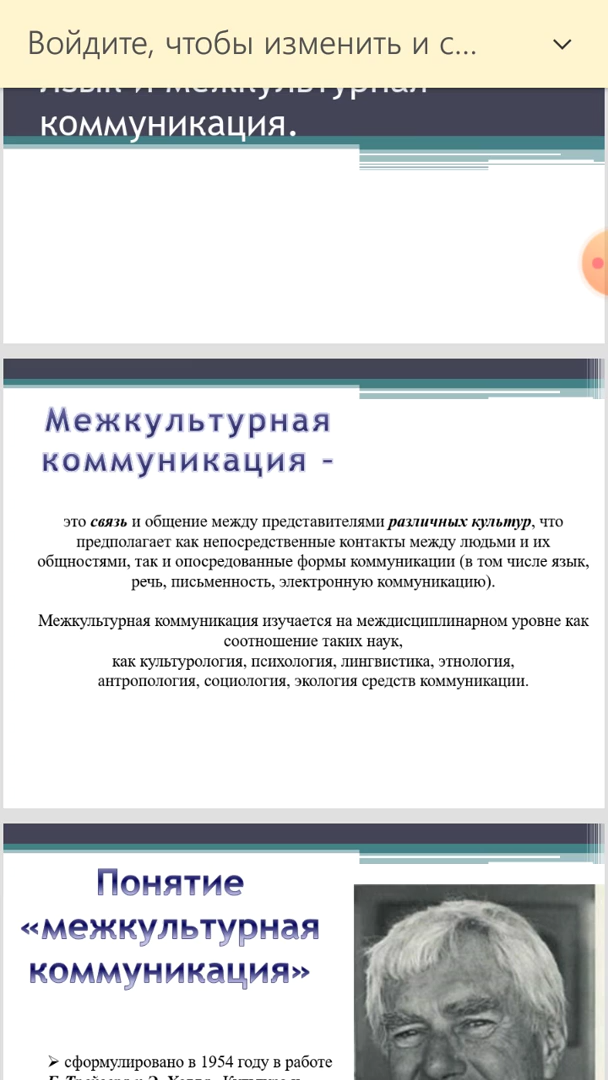 Войдите, чтобы изменить и с...
Язык и межкультурная
коммуникация.
Межкультурная
коммуникация –
это связь и общение между представителями различных культур, что
предполагает как непосредственные контакты между людьми и их
общностями, так и опосредованные формы коммуникации (в том числе язык,
речь, письменность, электронную коммуникацию).
Межкультурная коммуникация изучается на междисциплинарном уровне как
соотношение таких наук,
как культурология, психология, лингвистика, этнология,
антропология, социология, экология средств коммуникации.
Понятие
«межкультурная
коммуникация»
➢ сформулировано в 1954 году в работе